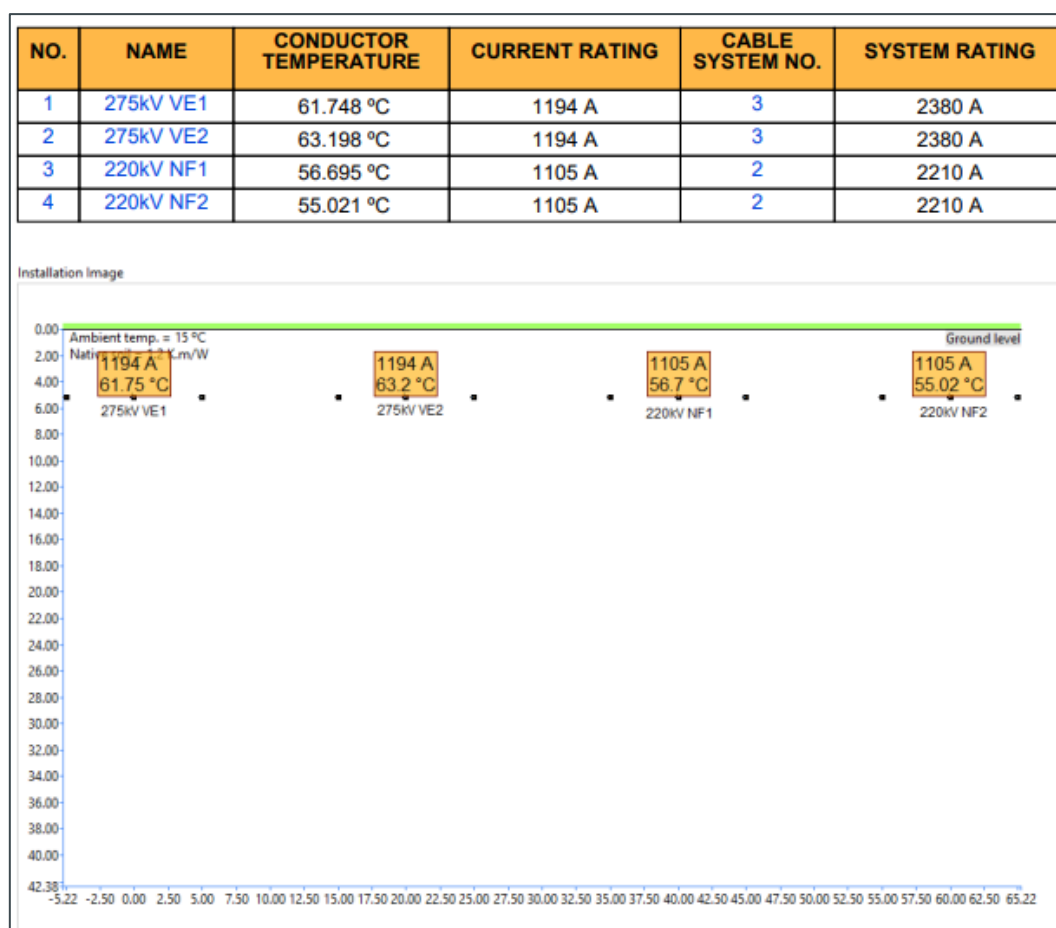 NO. NAME CONDUCTOR TEMPERATURE CURRENT RATING CABLE SYSTEM NO. SYSTEM RATING
1 275kV VE1 61.748 ºC 1194 A 3 2380 A
2 275kV VE2 63.198 ºC 1194 A 3 2380 A
3 220kV NF1 56.695 ºC 1105 A 2 2210 A
4 220kV NF2 55.021 ºC 1105 A 2 2210 A
Installation Image
0.00
Ambient temp. = 15 ºC
Ground level
2.00
K.m/W
1194 A
1194 A
1105 A
1105 A
4.00
61.75 °C
63.2 °C
56.7 °C
55.02 °C
6.00
275kV VE1
275kV VE2
220kV NF1
220kV NF2
8.00
10.00
12.00
14.00
16.00
18.00
20.00
22.00
24.00
26.00
28.00
30.00
32.00
34.00
36.00
38.00
40.00
42.38
-5.22 -2.50 0.00 2.50 5.00 7.50 10.00 12.50 15.00 17.50 20.00 22.50 25.00 27.50 30.00 32.50 35.00 37.50 40.00 42.50 45.00 47.50 50.00 52.50 55.00 57.50 60.00 62.50 65.22